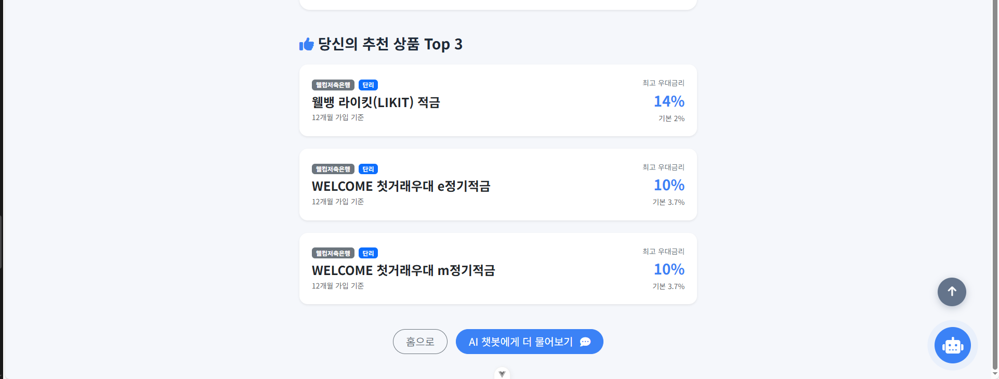 당신의 추천 상품 Top 3
웰컴저축은행 단리
웰뱅 라이킷(LIKIT) 적금
12개월 가입 기준
최고 우대금리
14%
기본 2%
웰컴저축은행 단리
WELCOME 첫거래우대 e정기적금
12개월 가입 기준
최고 우대금리
10%
기본 3.7%
웰컴저축은행 단리
WELCOME 첫거래우대 m정기적금
12개월 가입 기준
최고 우대금리
10%
기본 3.7%
홈으로
AI 챗봇에게 더 물어보기